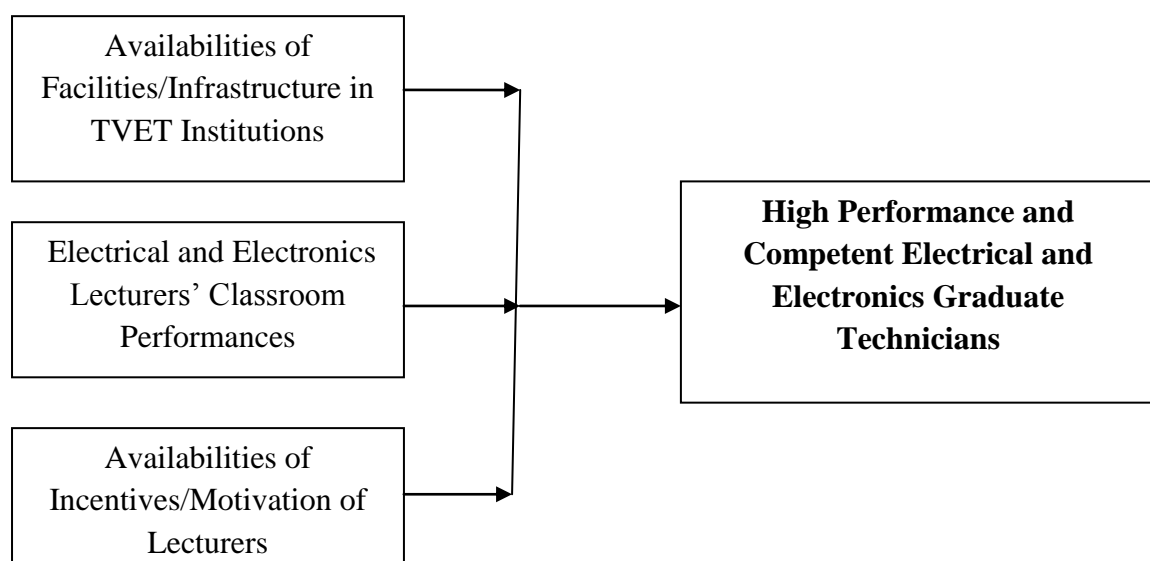 Availabilities of
Facilities/Infrastructure in
TVET Institutions
Electrical and Electronics
Lecturers’ Classroom
Performances
Availabilities of
Incentives/Motivation of
Lecturers
High Performance and
Competent Electrical and
Electronics Graduate
Technicians